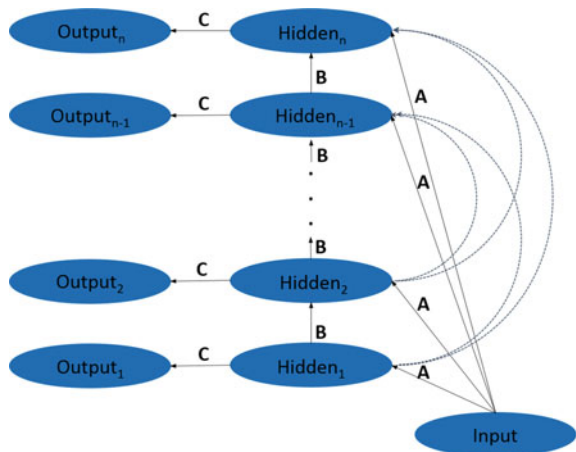 Output_n C Hidden_n
B A
Output_n-1 C Hidden_n-1
B A
.
.
.
B
Output_2 C Hidden_2
B A
Output_1 C Hidden_1 A
Input